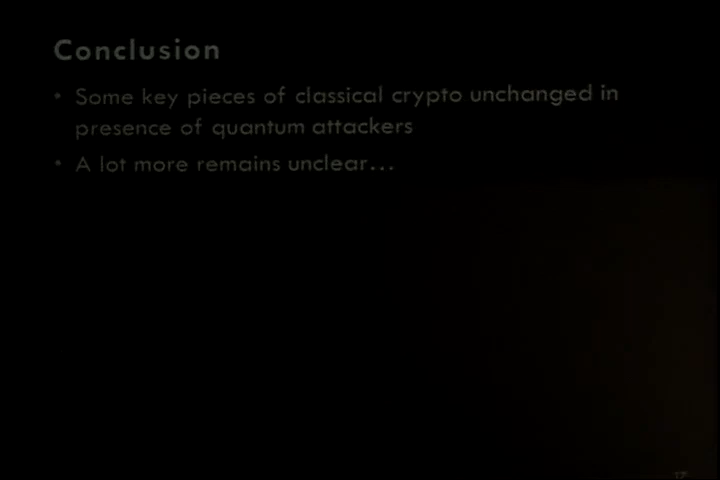 Conclusion
• Some key pieces of classical crypto unchanged in
presence of quantum attackers
• A lot more remains unclear...